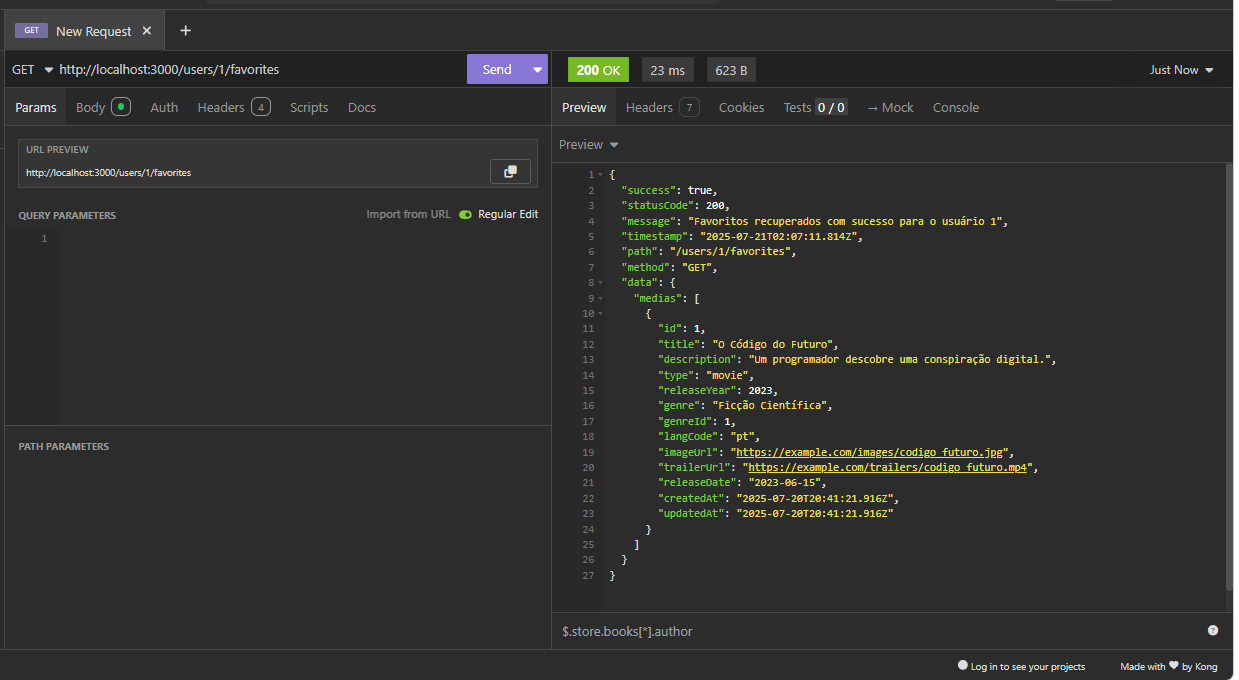 GET New Request
GET http://localhost:3000/users/1/favorites Send
Params Body Auth Headers 4 Scripts Docs
URL PREVIEW
http://localhost:3000/users/1/favorites
QUERY PARAMETERS Import from URL Regular Edit
1
PATH PARAMETERS
200 OK 23 ms 623 B Just Now
Preview Headers 7 Cookies Tests 0 / 0 → Mock Console
Preview
1 {
2 "success": true,
3 "statusCode": 200,
4 "message": "Favoritos recuperados com sucesso para o usuário 1",
5 "timestamp": "2025-07-21T02:07:11.814Z",
6 "path": "/users/1/favorites",
7 "method": "GET",
8 "data": {
9 "medias": [
10 {
11 "id": 1,
12 "title": "O Código do Futuro",
13 "description": "Um programador descobre uma conspiração digital.",
14 "type": "movie",
15 "releaseYear": 2023,
16 "genre": "Ficção Científica",
17 "genreId": 1,
18 "langCode": "pt",
19 "imageUrl": "https://example.com/images/codigo_futuro.jpg",
20 "trailerUrl": "https://example.com/trailers/codigo_futuro.mp4",
21 "releaseDate": "2023-06-15",
22 "createdAt": "2025-07-20T20:41:21.916Z",
23 "updatedAt": "2025-07-20T20:41:21.916Z"
24 }
25 ]
26 }
27 }
$.store.books[*].author
Log in to see your projects Made with ♥ by Kong